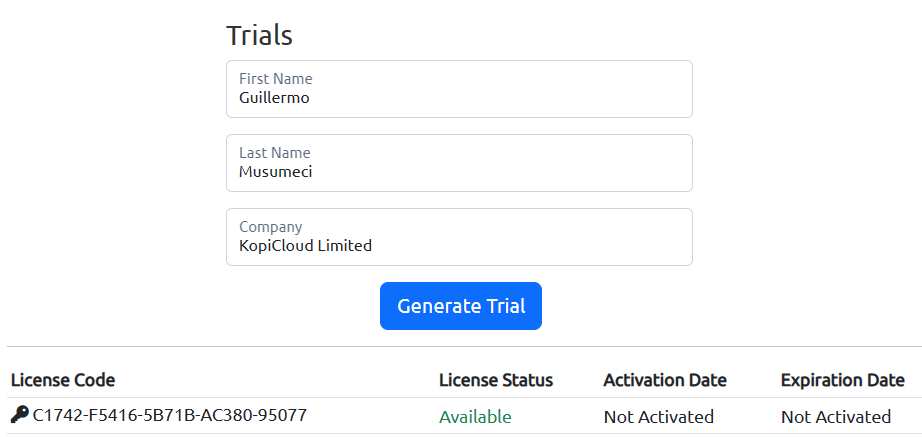 Trials
First Name
Guillermo
Last Name
Musumeci
Company
KopiCloud Limited
Generate Trial
License Code License Status Activation Date Expiration Date
C1742-F5416-5B71B-AC380-95077 Available Not Activated Not Activated